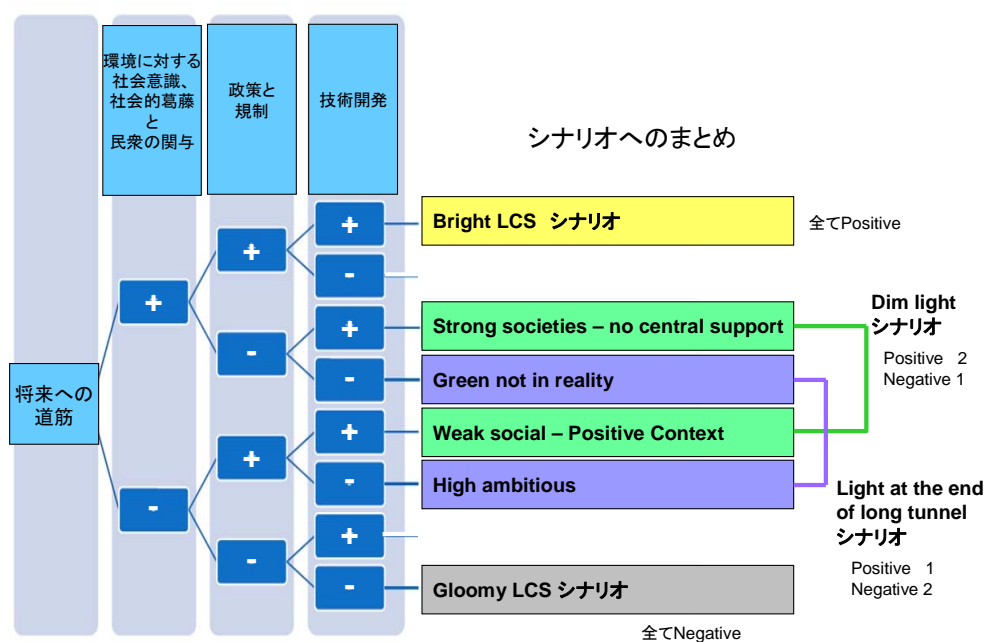 環境に対する
社会意識、
社会的葛藤
と
民衆の関与
政策と
規制
技術開発
シナリオへのまとめ
将来への
道筋
+
-
+
-
+
-
+
-
+
-
+
-
+
-
Bright LCS シナリオ
全てPositive
Strong societies – no central support
Green not in reality
Weak social – Positive Context
High ambitious
Gloomy LCS シナリオ
全てNegative
Dim light
シナリオ
Positive 2
Negative 1
Light at the end
of long tunnel
シナリオ
Positive 1
Negative 2